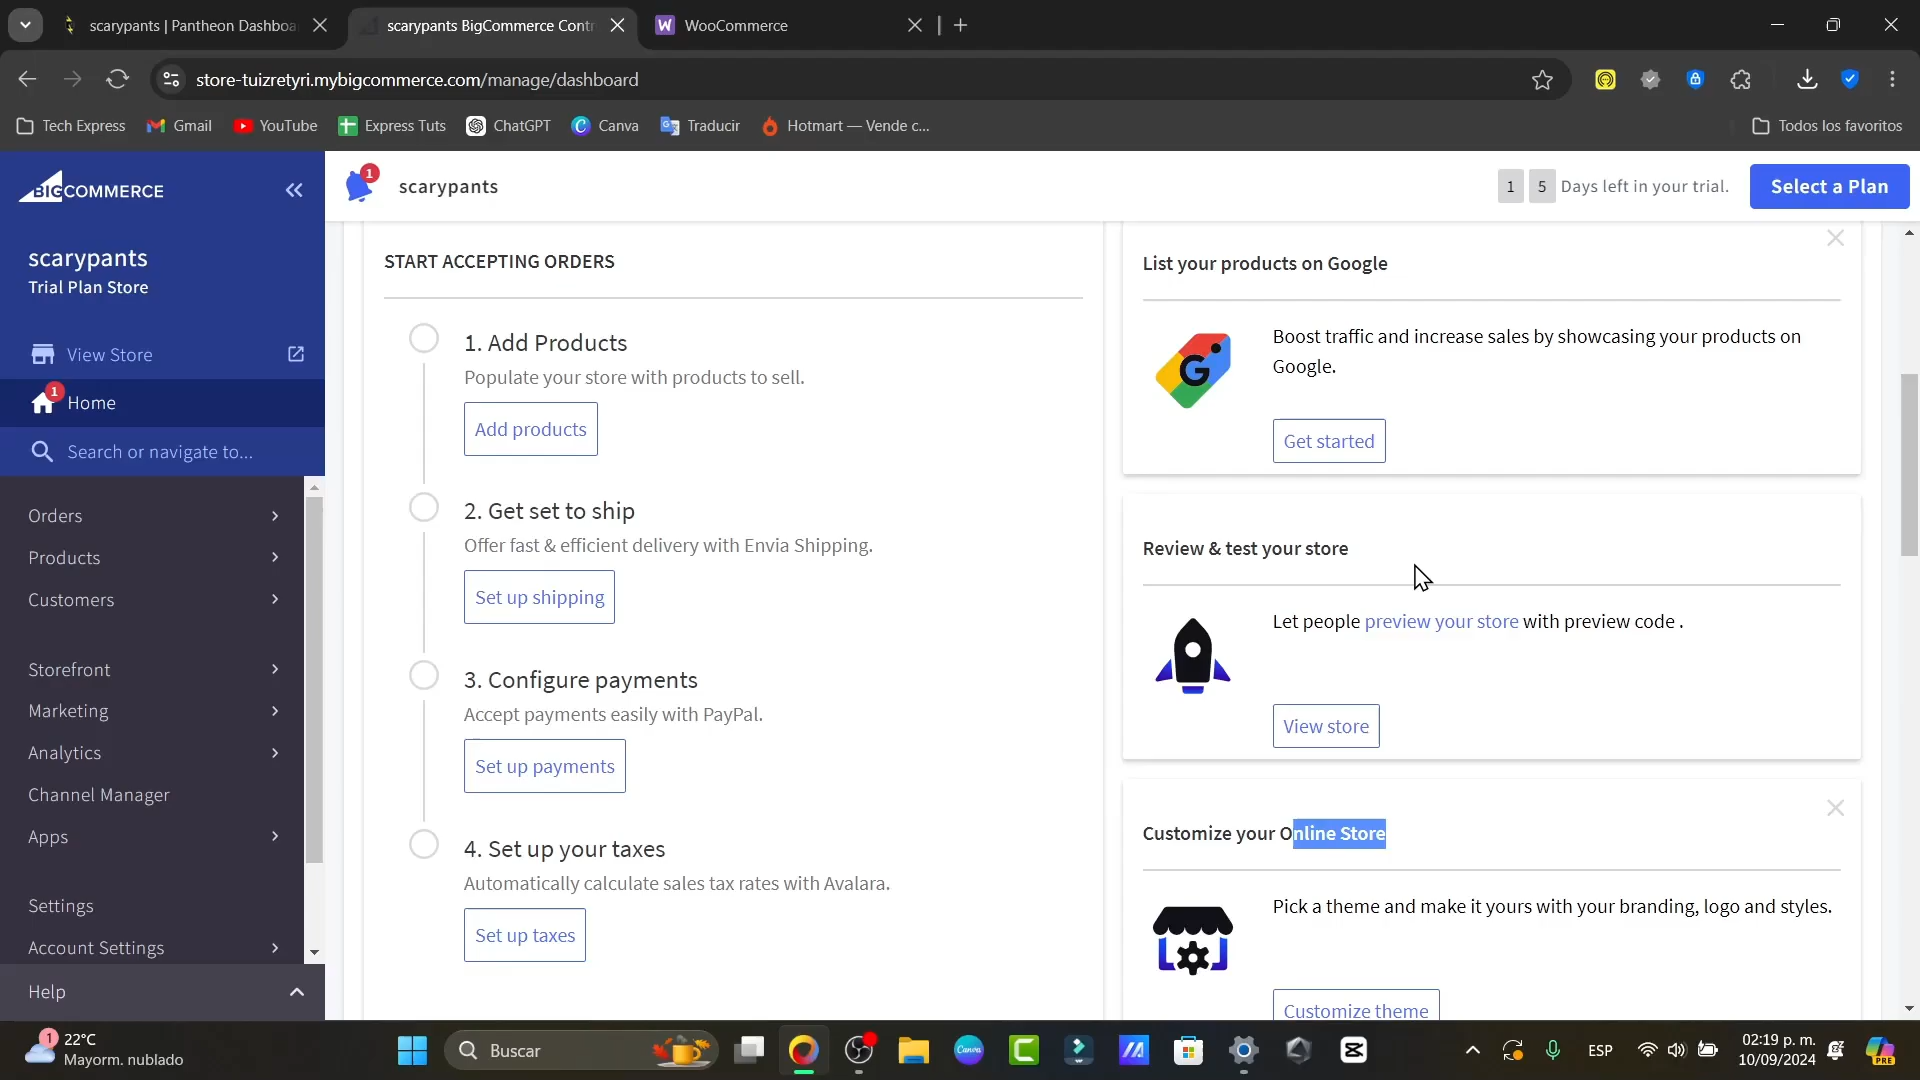 scarypants | Pantheon Dashboa
scarypants BigCommerce Contr
WooCommerce
store-tuizretyri.mybigcommerce.com/manage/dashboard
Tech Express
Gmail
YouTube
Express Tuts
ChatGPT
Canva
Traducir
Hotmart — Vende c...
Todos los favoritos
BIGCOMMERCE
scarypants
Trial Plan Store
View Store
1
Home
Search or navigate to...
Orders
Products
Customers
Storefront
Marketing
Analytics
Channel Manager
Apps
Settings
Account Settings
Help
1
scarypants
1 5 Days left in your trial.
Select a Plan
START ACCEPTING ORDERS
1. Add Products
Populate your store with products to sell.
Add products
2. Get set to ship
Offer fast & efficient delivery with Envia Shipping.
Set up shipping
3. Configure payments
Accept payments easily with PayPal.
Set up payments
4. Set up your taxes
Automatically calculate sales tax rates with Avalara.
Set up taxes
List your products on Google
Boost traffic and increase sales by showcasing your products on
Google.
Get started
Review & test your store
Let people preview your store with preview code .
View store
Customize your Online Store
Pick a theme and make it yours with your branding, logo and styles.
Customize theme
1
22°C
Mayorm. nublado
Buscar
Canva
ESP
02:19 p. m.
10/09/2024
PRE